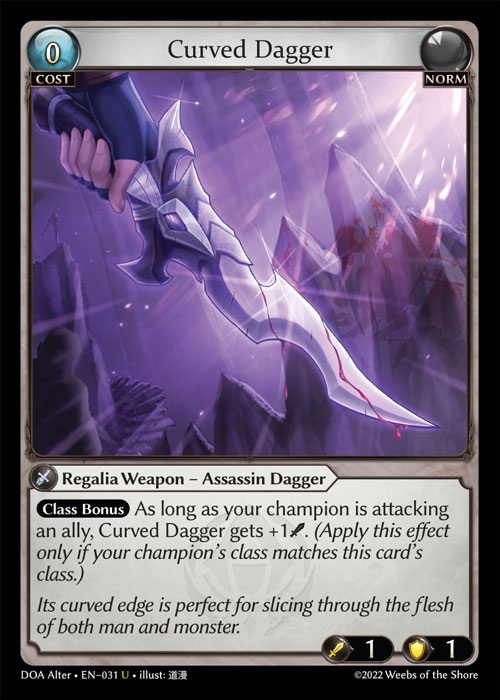 0
Curved Dagger
COST
NORM
Regalia Weapon – Assassin Dagger
Class Bonus As long as your champion is attacking
an ally, Curved Dagger gets +1. (Apply this effect
only if your champion's class matches this card's
class.)
Its curved edge is perfect for slicing through the flesh
of both man and monster.
1
1
DOA Alter • EN-031 U • illust: 道漫
©2022 Weebs of the Shore